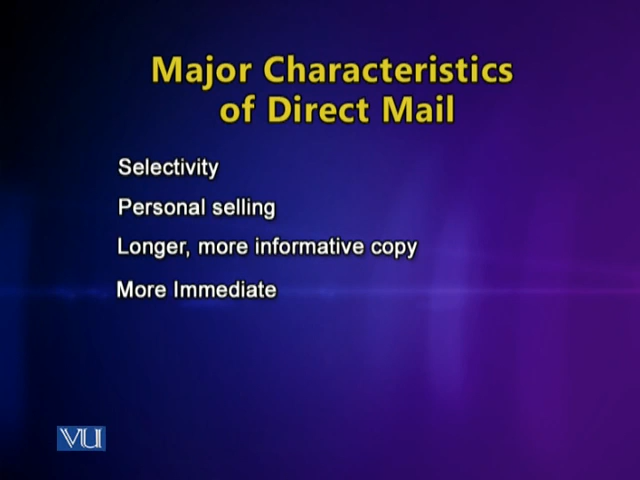 Major Characteristics
of Direct Mail
Selectivity
Personal selling
Longer, more informative copy
More Immediate
VU